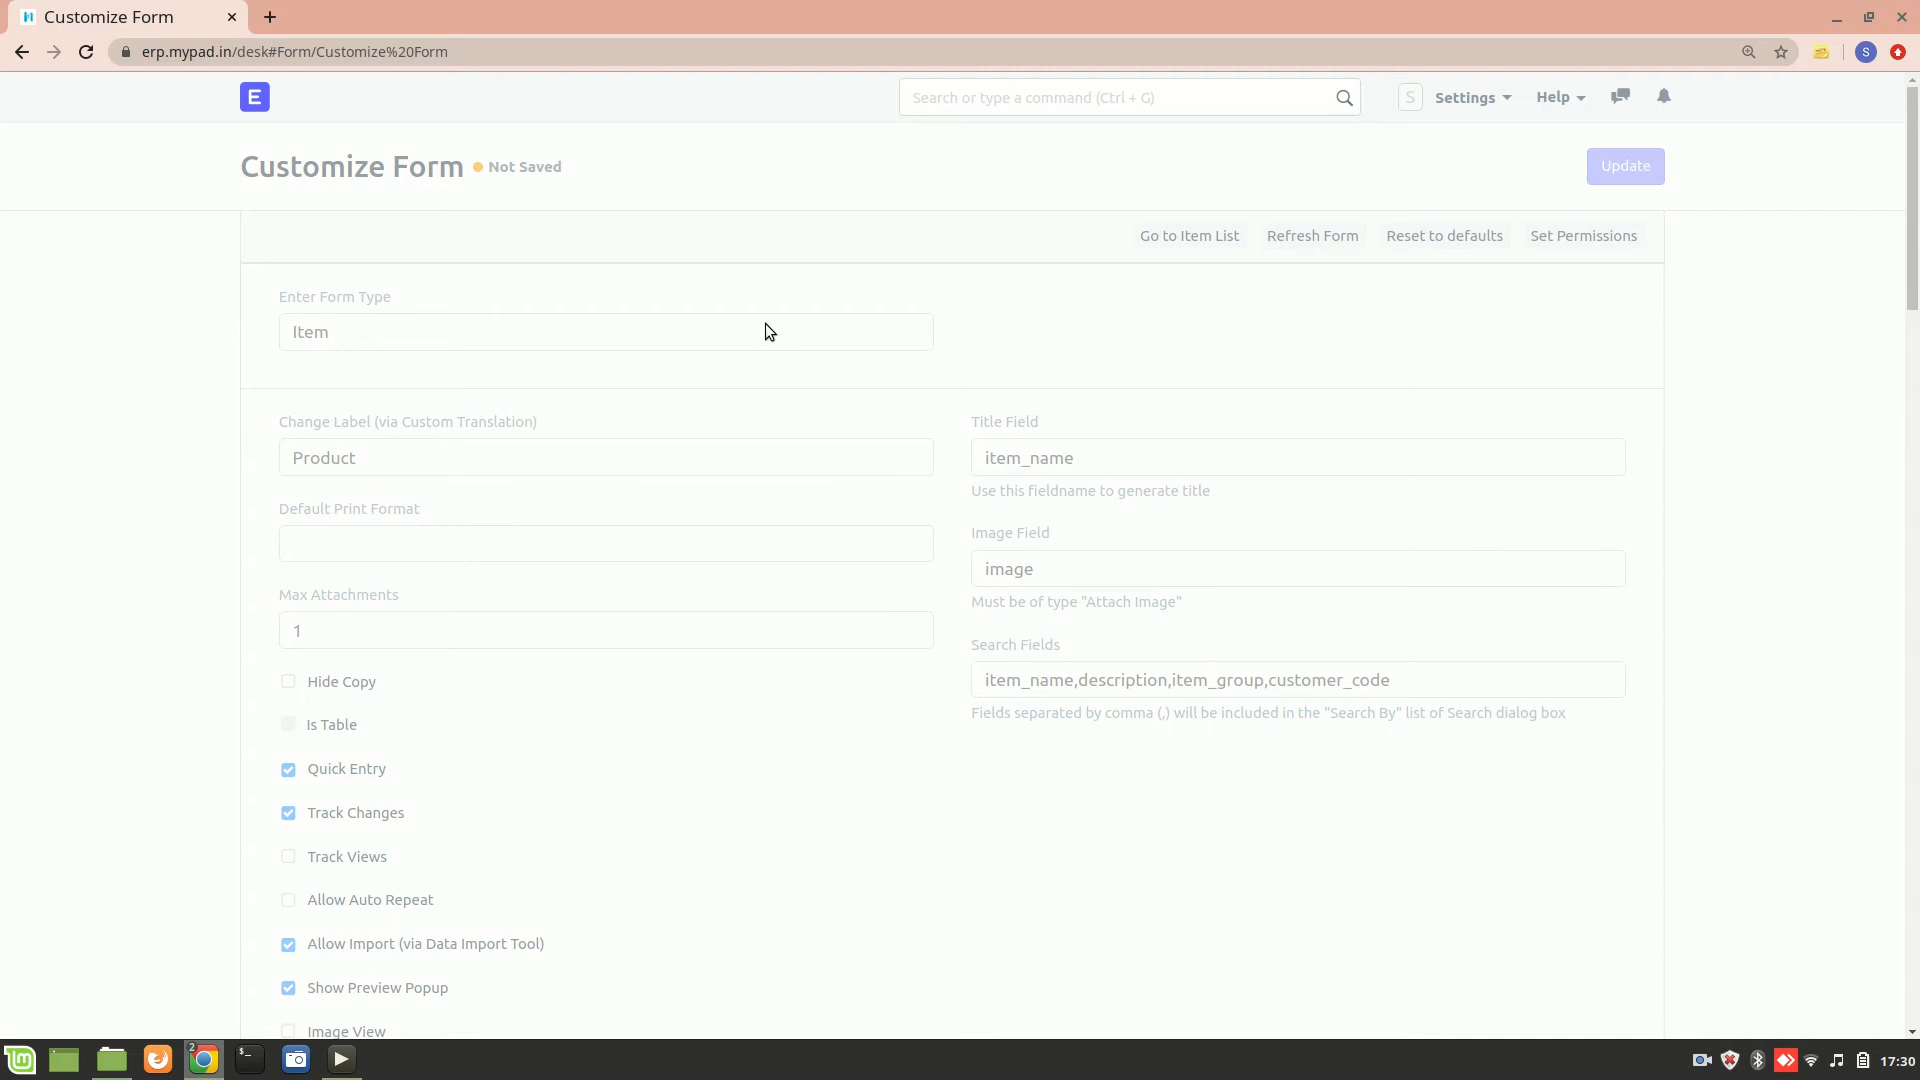 Customize Form
erp.mypad.in/desk#Form/Customize%20Form
S
E
Search or type a command (Ctrl + G)
S
Settings
Help
Customize Form
Not Saved
Update
Go to Item List
Refresh Form
Reset to defaults
Set Permissions
Enter Form Type
Item
Change Label (via Custom Translation)
Product
Default Print Format
Max Attachments
1
Hide Copy
Is Table
Quick Entry
Track Changes
Track Views
Allow Auto Repeat
Allow Import (via Data Import Tool)
Show Preview Popup
Image View
Title Field
item_name
Use this fieldname to generate title
Image Field
image
Must be of type "Attach Image"
Search Fields
item_name,description,item_group,customer_code
Fields separated by comma (,) will be included in the "Search By" list of Search dialog box
2
17:30